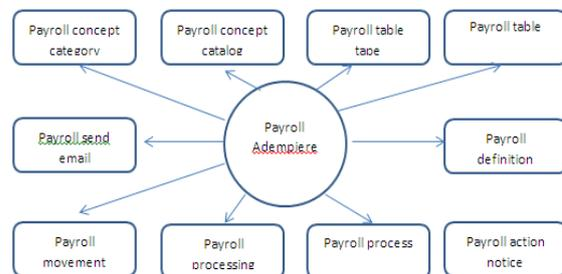 Payroll concept
category
Payroll concept
catalog
Payroll table
tape
Payroll table
Payroll send
email
Payroll
Adempiere
Payroll
definition
Payroll
movement
Payroll
processing
Payroll process
Payroll action
notice